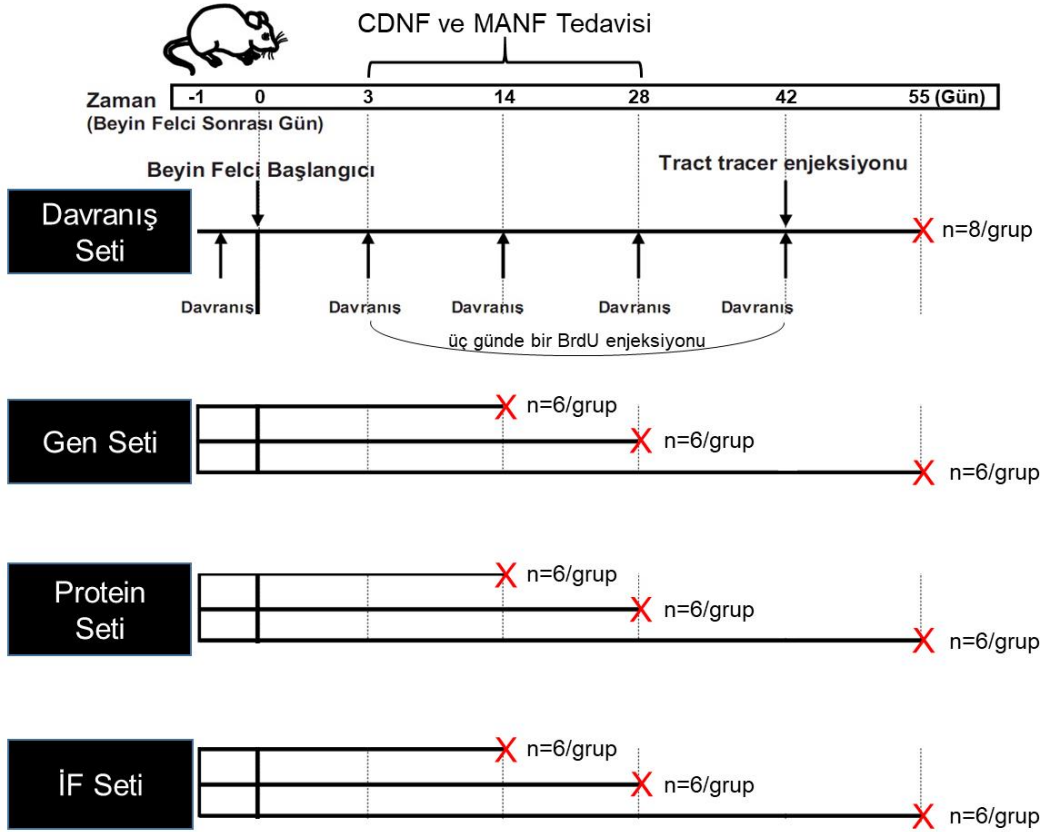 CDNF ve MANF Tedavisi
Zaman -1 0 3 14 28 42 55 (Gün)
(Beyin Felci Sonrası Gün)
Beyin Felci Başlangıcı
Tract tracer enjeksiyonu
Davranış
Seti
n=8/grup
Davranış Davranış Davranış Davranış Davranış
üç günde bir BrdU enjeksiyonu
Gen Seti
n=6/grup
n=6/grup
n=6/grup
Protein
Seti
n=6/grup
n=6/grup
n=6/grup
İF Seti
n=6/grup
n=6/grup
n=6/grup